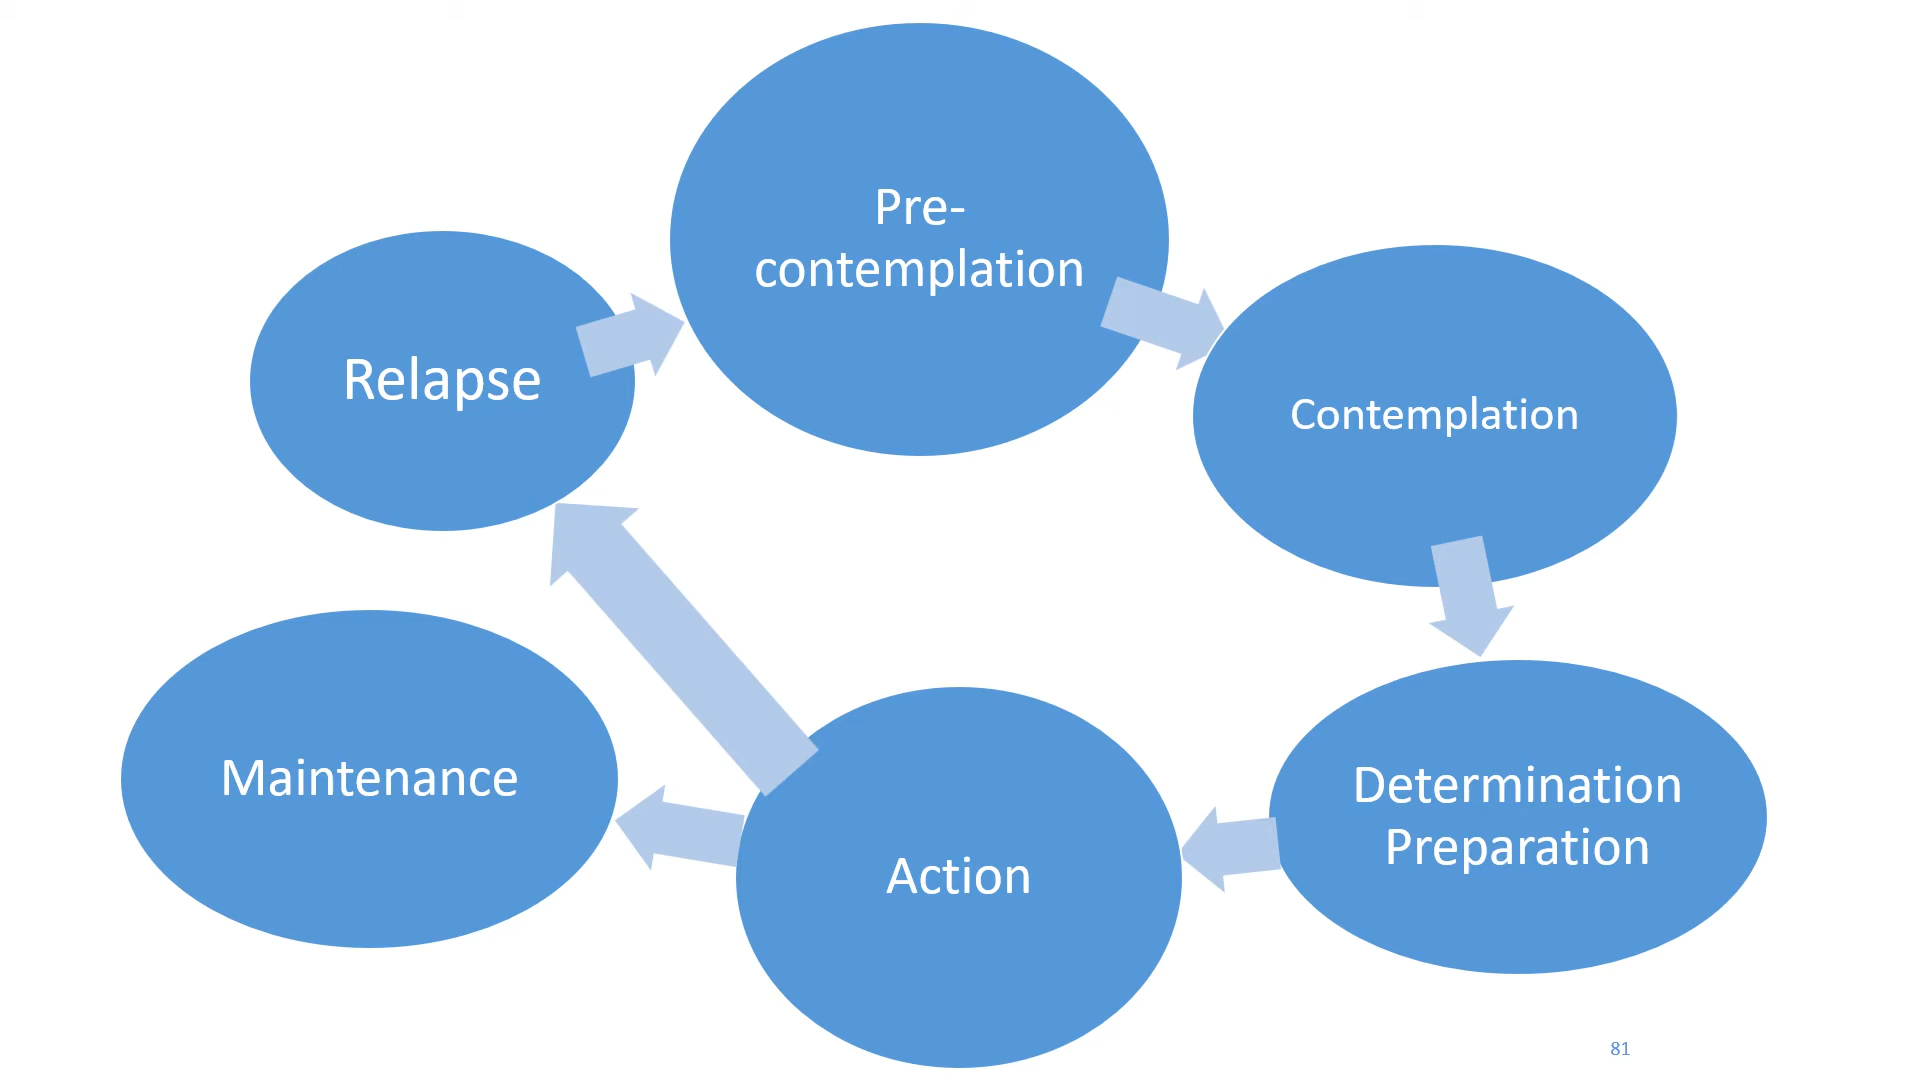 Pre-
contemplation
Contemplation
Determination
Preparation
Action
Maintenance
Relapse
81